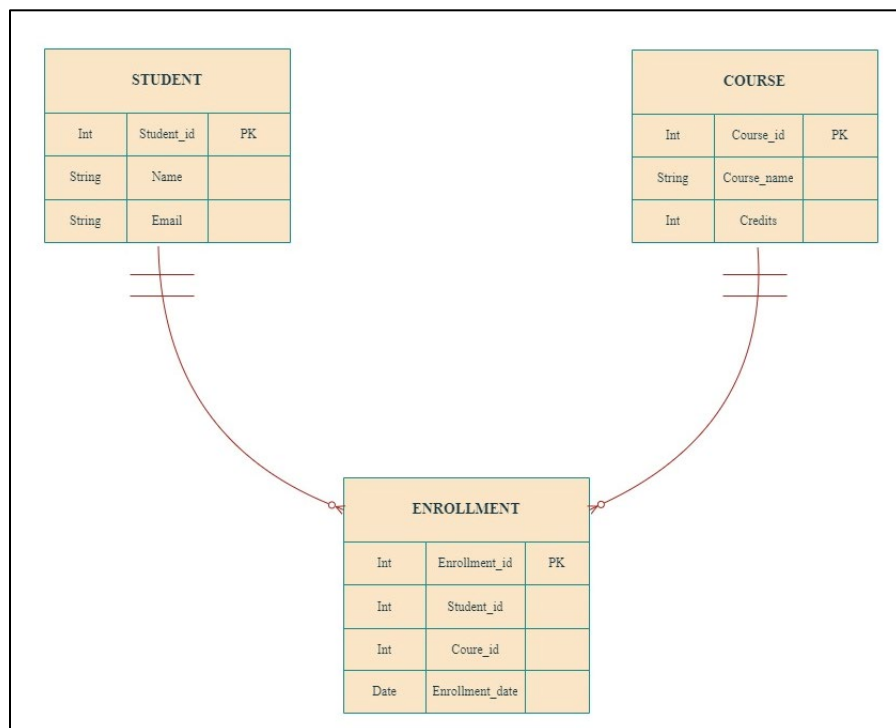 STUDENT
Int Student_id PK
String Name
String Email
COURSE
Int Course_id PK
String Course_name
Int Credits
ENROLLMENT
Int Enrollment_id PK
Int Student_id
Int Coure_id
Date Enrollment_date